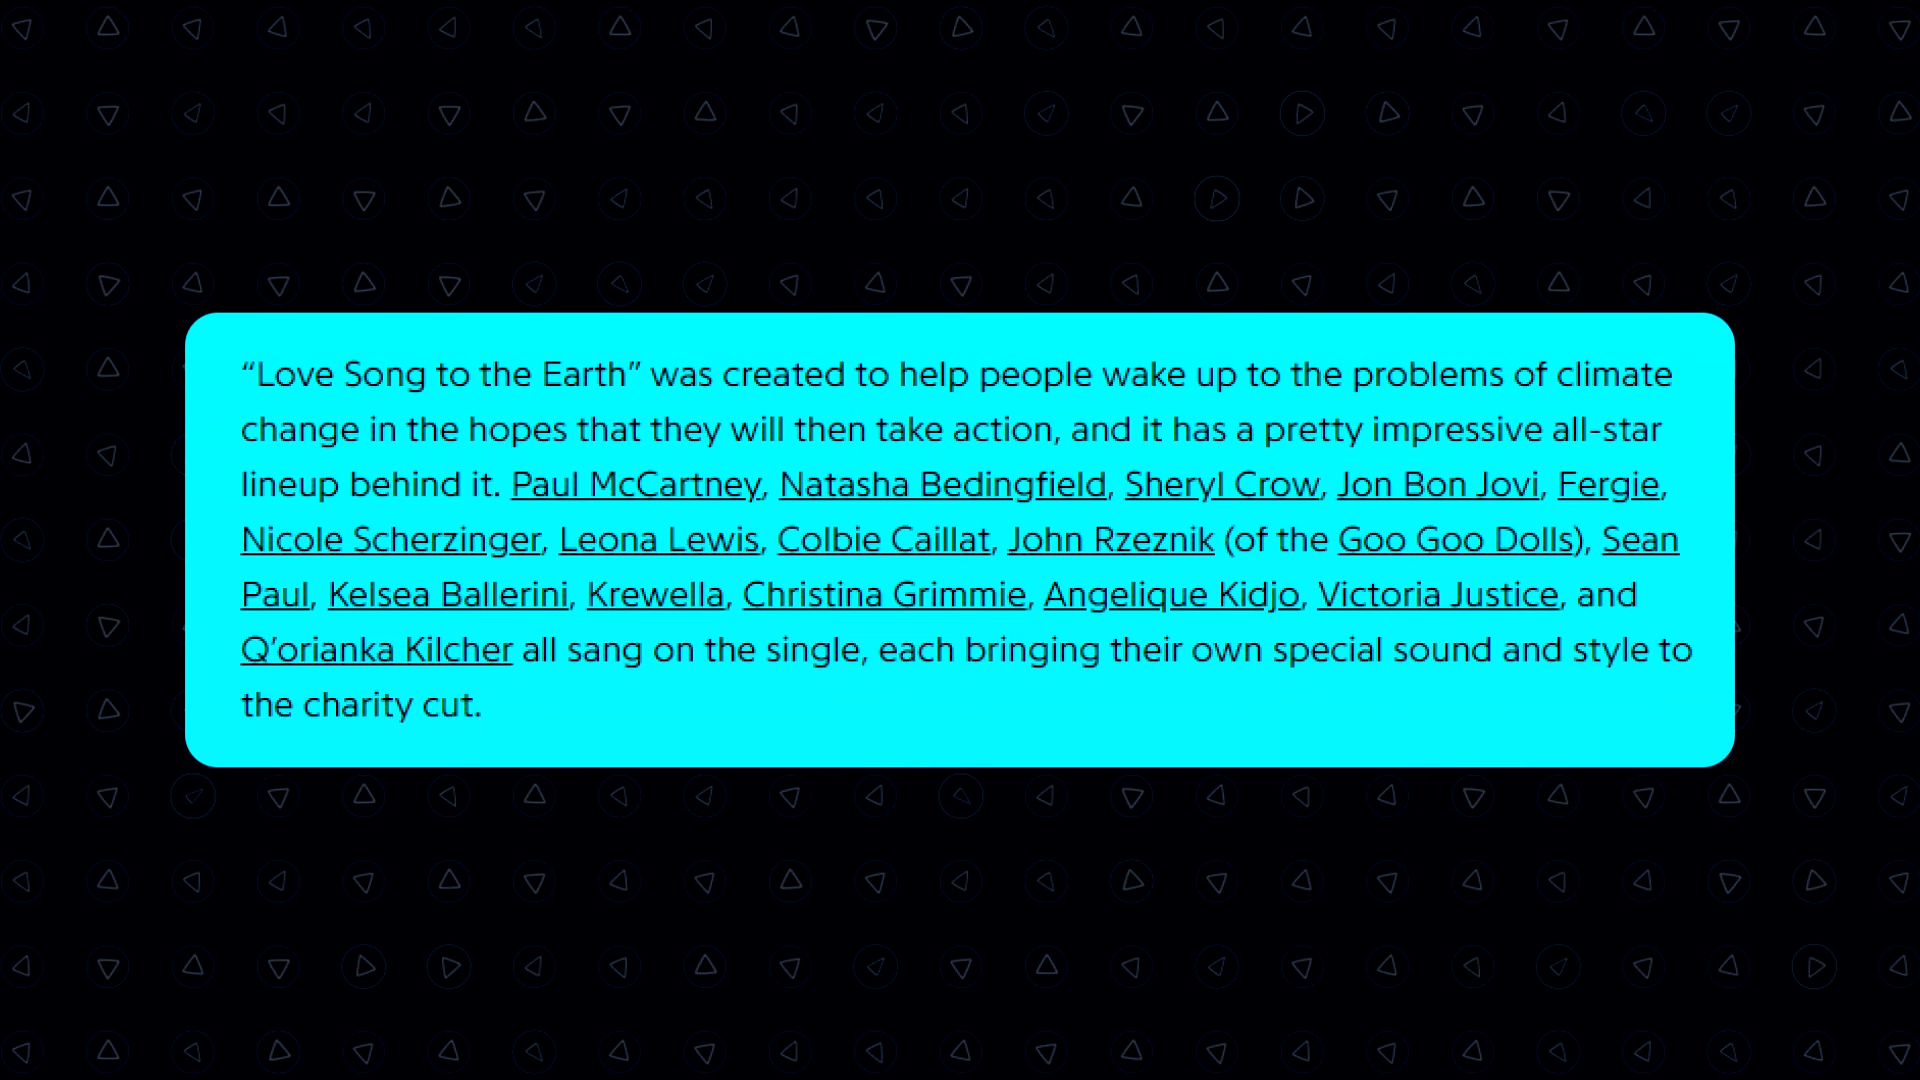 “Love Song to the Earth” was created to help people wake up to the problems of climate
change in the hopes that they will then take action, and it has a pretty impressive all-star
lineup behind it. Paul McCartney, Natasha Bedingfield, Sheryl Crow, Jon Bon Jovi, Fergie,
Nicole Scherzinger, Leona Lewis, Colbie Caillat, John Rzeznik (of the Goo Goo Dolls), Sean
Paul, Kelsea Ballerini, Krewella, Christina Grimmie, Angelique Kidjo, Victoria Justice, and
Q’orianka Kilcher all sang on the single, each bringing their own special sound and style to
the charity cut.